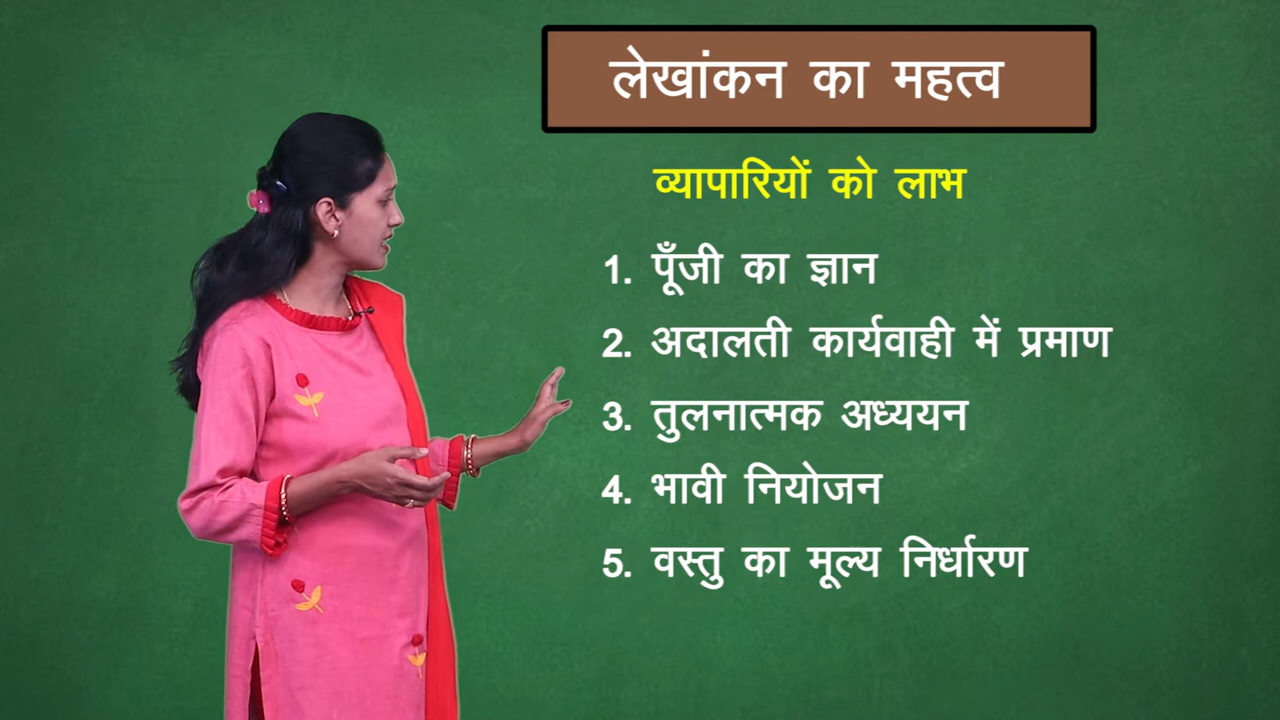 लेखांकन का महत्व
व्यापारियों को लाभ
1. पूँजी का ज्ञान
2. अदालती कार्यवाही में प्रमाण
3. तुलनात्मक अध्ययन
4. भावी नियोजन
5. वस्तु का मूल्य निर्धारण